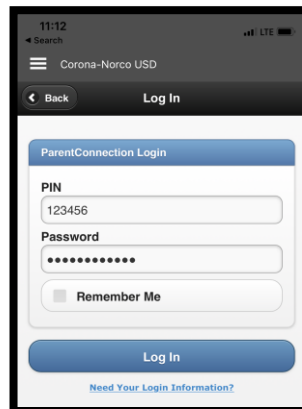 11:12
LTE
◄ Search
Corona-Norco USD
Back
Log In
ParentConnection Login
PIN
123456
Password
●●●●●●●●●●●●
Remember Me
Log In
Need Your Login Information?